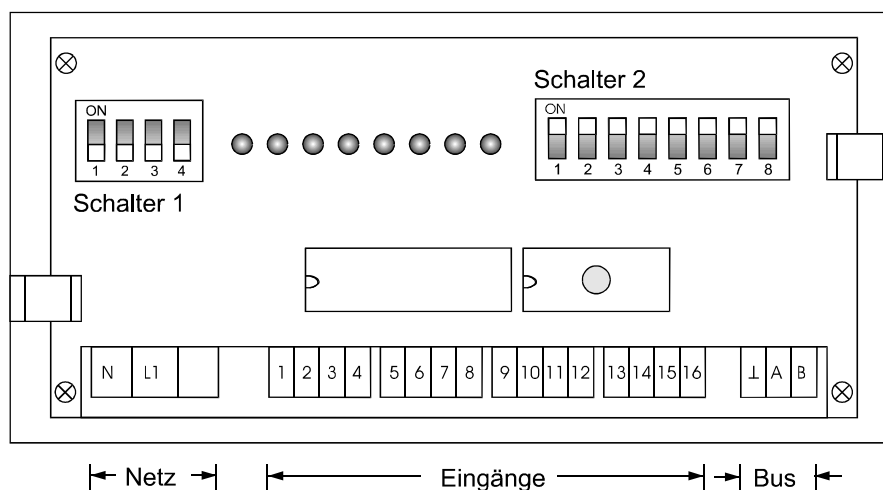 Schalter 2
ON
1 2 3 4
Schalter 1
ON
1 2 3 4 5 6 7 8
N L1
1 2 3 4 5 6 7 8 9 10 11 12 13 14 15 16
⊥ A B
Netz Eingänge Bus